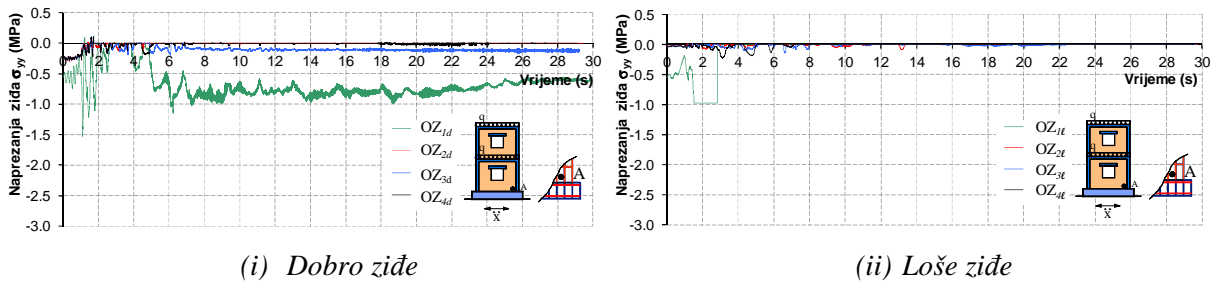 Naprezanja ziđa σyy (MPa)
0.5
0.0
-0.5
-1.0
-1.5
-2.0
-2.5
-3.0
0 2 4 6 8 10 12 14 16 18 20 22 24 26 28 30
Vrijeme (s)
OZ1d
OZ2d
OZ3d
OZ4d
q
q
A
ẍ
A
(i) Dobro ziđe
Naprezanja ziđa σyy (MPa)
0.5
0.0
-0.5
-1.0
-1.5
-2.0
-2.5
-3.0
0 2 4 6 8 10 12 14 16 18 20 22 24 26 28 30
Vrijeme (s)
OZ1ℓ
OZ2ℓ
OZ3ℓ
OZ4ℓ
q
q
A
ẍ
A
(ii) Loše ziđe